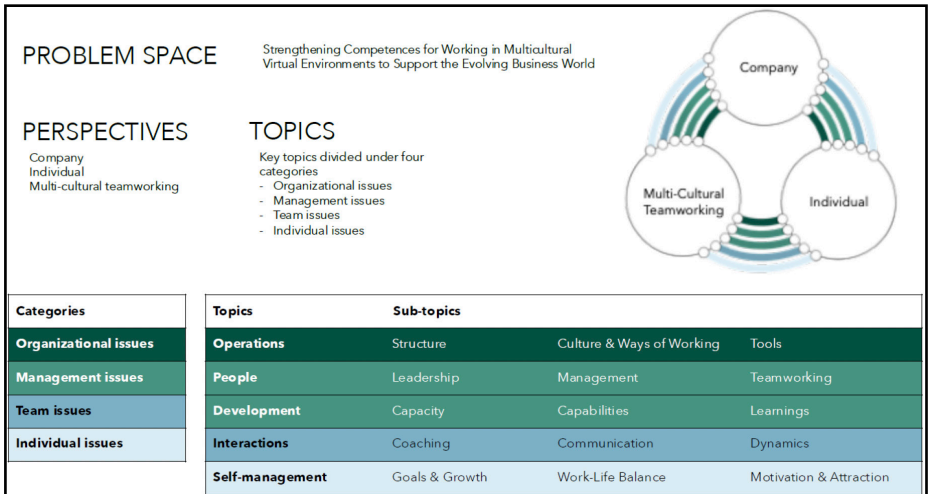 PROBLEM SPACE
Strengthening Competences for Working in Multicultural
Virtual Environments to Support the Evolving Business World
PERSPECTIVES
Company
Individual
Multi-cultural teamworking
TOPICS
Key topics divided under four
categories
- Organizational issues
- Management issues
- Team issues
- Individual issues
Company
Multi-Cultural
Teamworking
Individual
Categories
Organizational issues
Management issues
Team issues
Individual issues
Topics Sub-topics
Operations Structure Culture & Ways of Working Tools
People Leadership Management Teamworking
Development Capacity Capabilities Learnings
Interactions Coaching Communication Dynamics
Self-management Goals & Growth Work-Life Balance Motivation & Attraction